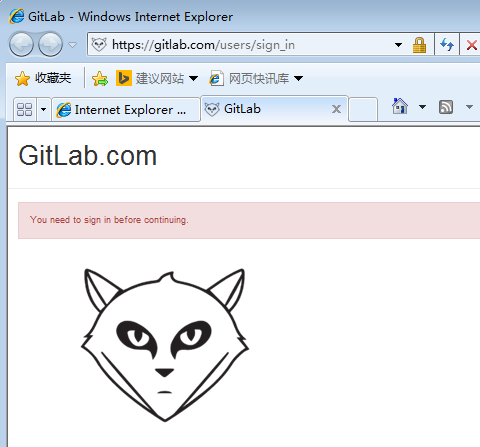 GitLab - Windows Internet Explorer
https://gitlab.com/users/sign_in
收藏夹 建议网站 网页快讯库
Internet Explorer ... GitLab
GitLab.com
You need to sign in before continuing.